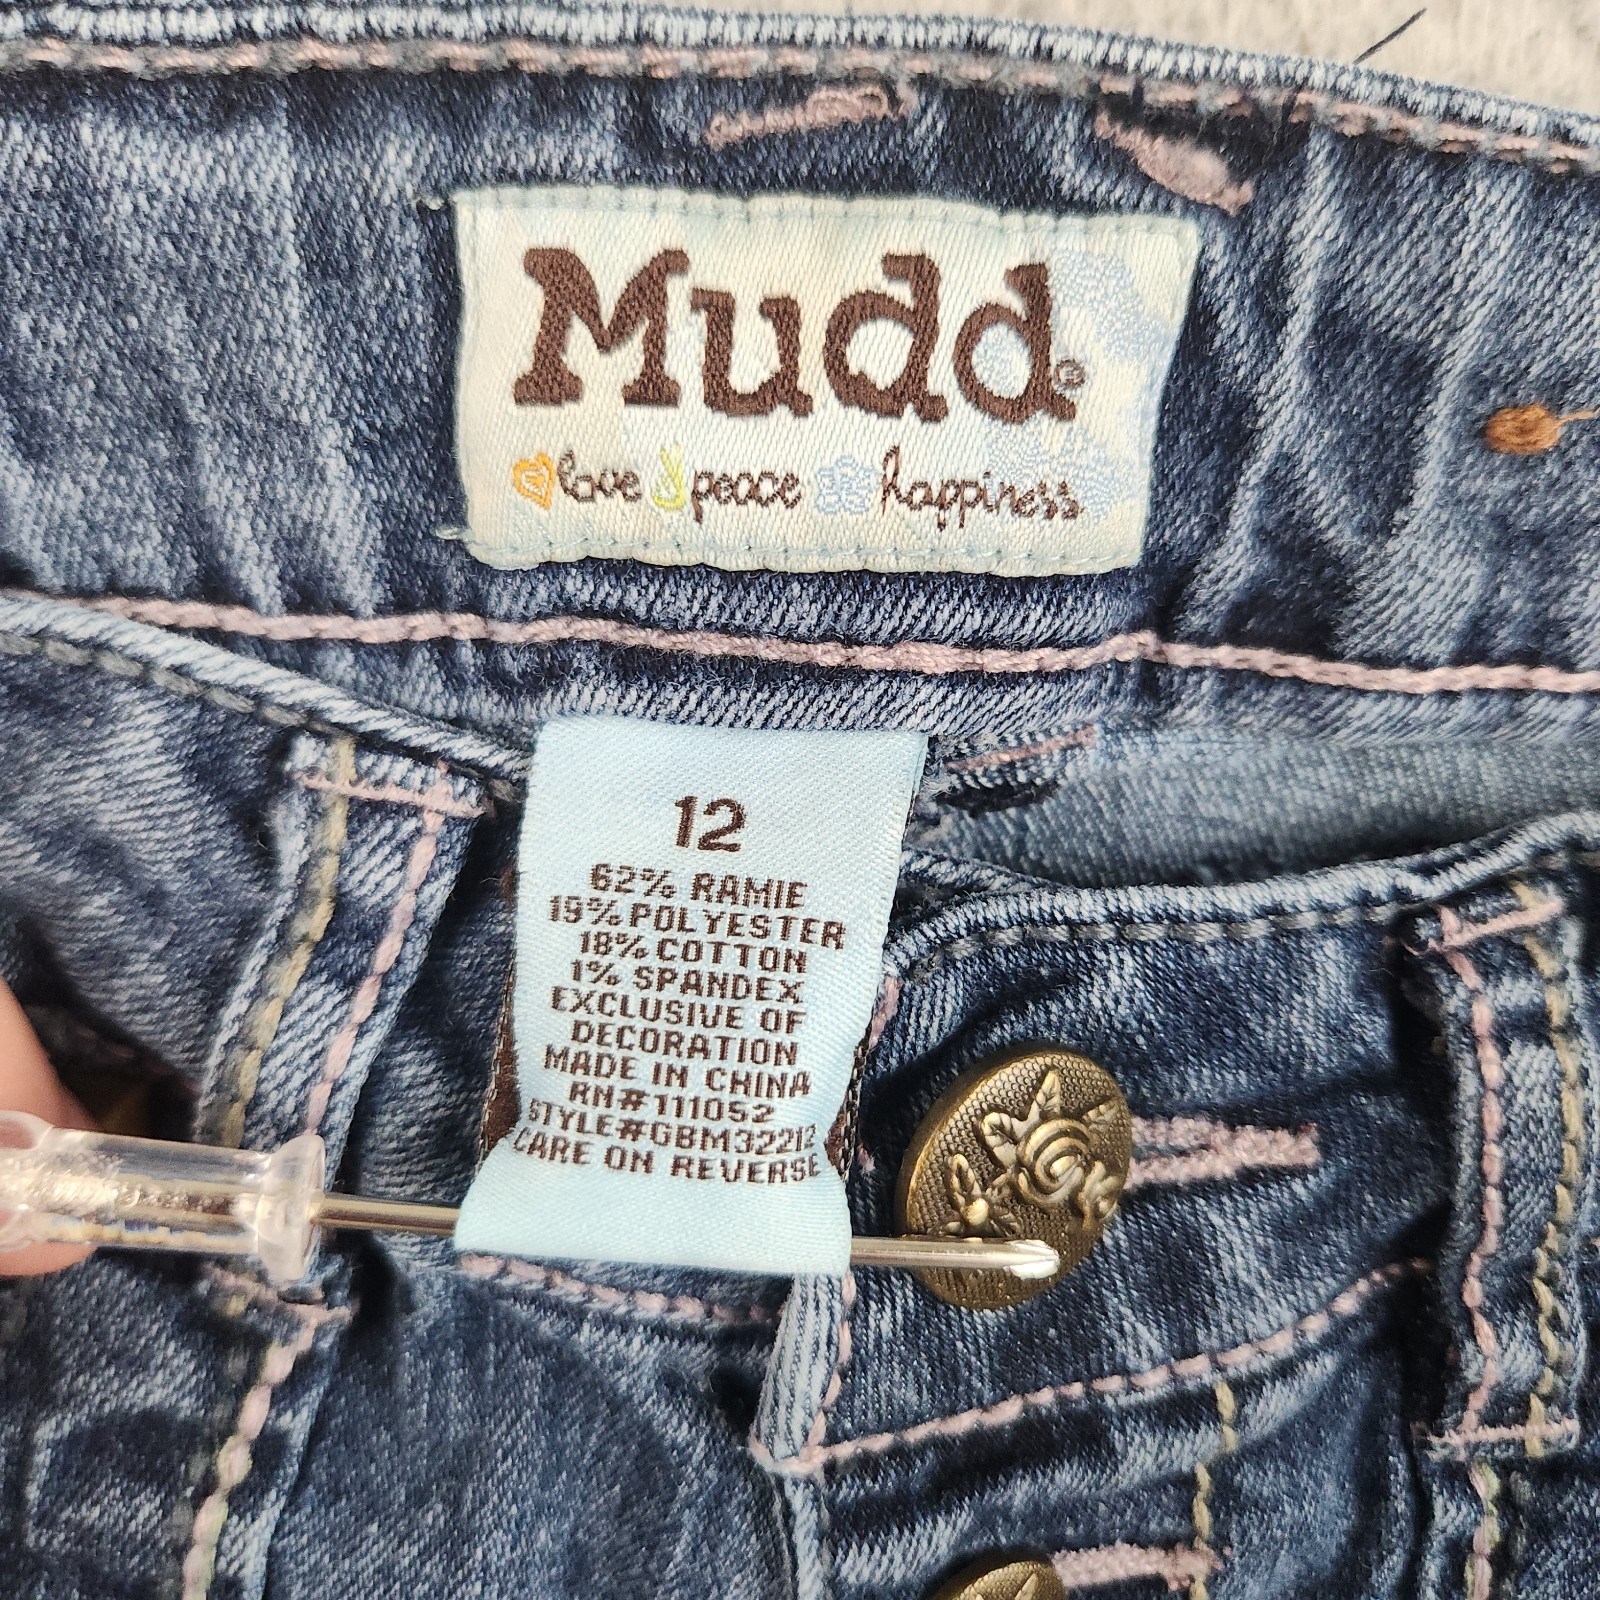 Mudd®
love peace happiness
12
62% RAMIE
19% POLYESTER
18% COTTON
1% SPANDEX
EXCLUSIVE OF
DECORATION
MADE IN CHINA
RN#111052
STYLE#GBM32212
CARE ON REVERSE